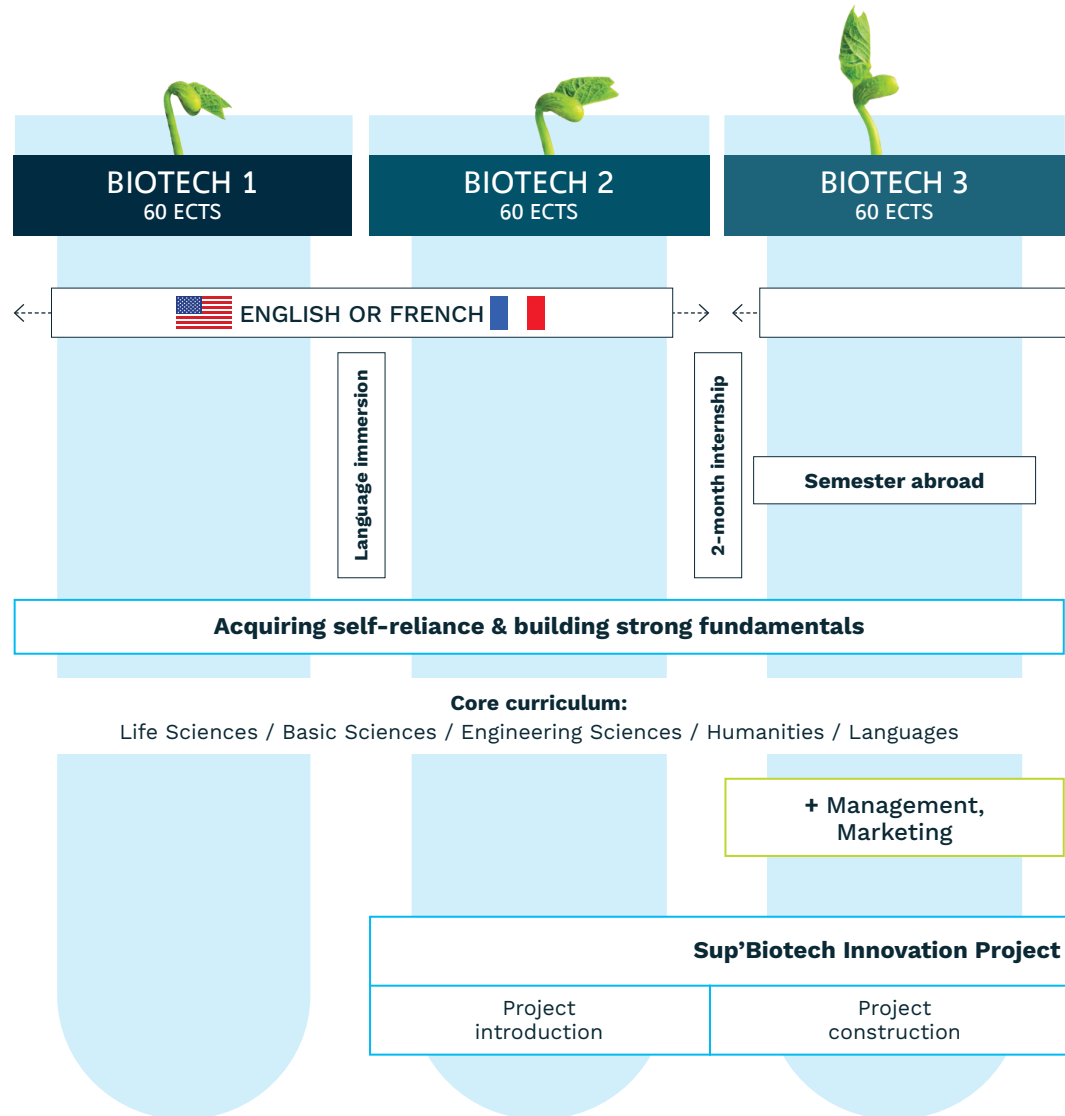 BIOTECH 1
60 ECTS
BIOTECH 2
60 ECTS
BIOTECH 3
60 ECTS
ENGLISH OR FRENCH
Language immersion
2-month internship
Semester abroad
Acquiring self-reliance & building strong fundamentals
Core curriculum:
Life Sciences / Basic Sciences / Engineering Sciences / Humanities / Languages
+ Management,
Marketing
Sup’Biotech Innovation Project
Project
introduction
Project
construction